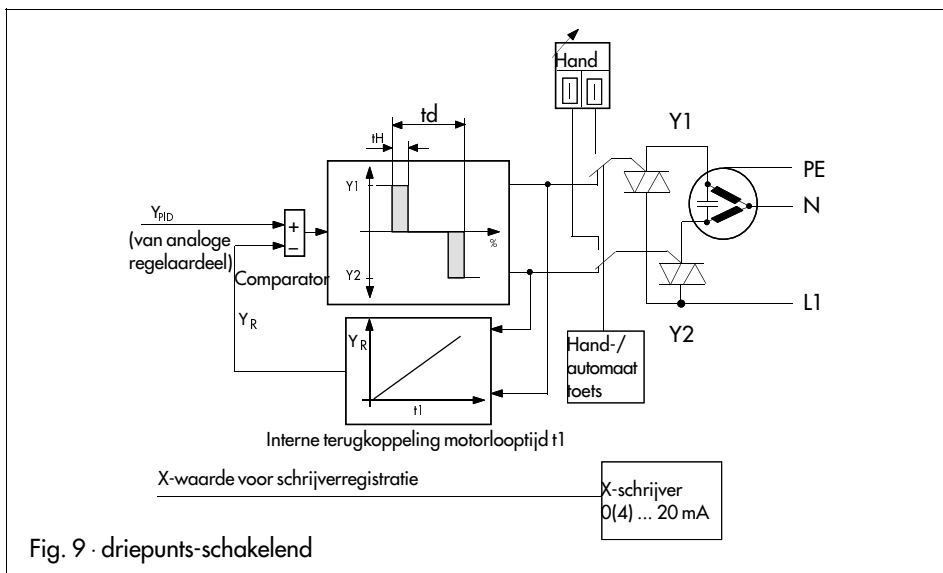 Hand
td
tH
Y1
Y1
PE
N
YPID
+
−
%
(van analoge
regelaardeel)
Comparator
Y2
L1
YR
YR
Y2
Hand-/
automaat
toets
t1
Interne terugkoppeling motorlooptijd t1
X-waarde voor schrijverregistratie
X-schrijver
0(4) ... 20 mA
Fig. 9 · driepunts-schakelend